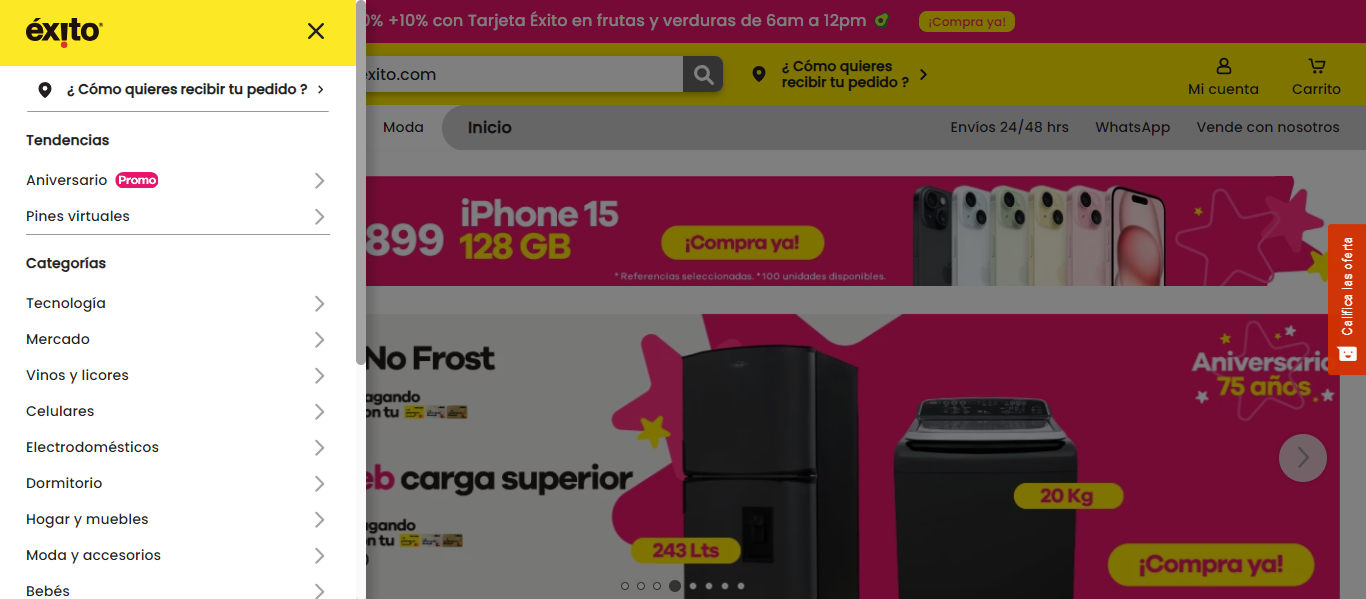 éxito
¿ Cómo quieres recibir tu pedido ?
Tendencias
Aniversario Promo
Pines virtuales
Categorías
Tecnología
Mercado
Vinos y licores
Celulares
Electrodomésticos
Dormitorio
Hogar y muebles
Moda y accesorios
Bebés
0% +10% con Tarjeta Éxito en frutas y verduras de 6am a 12pm
¡Compra ya!
exito.com
¿ Cómo quieres
recibir tu pedido ?
Mi cuenta
Carrito
Moda
Inicio
Envíos 24/48 hrs
WhatsApp
Vende con nosotros
899
iPhone 15
128 GB
¡Compra ya!
* Referencias seleccionadas. *100 unidades disponibles.
Califica las oferta
No Frost
agando
on tu
eb carga superior
agando
on tu
243 Lts
20 Kg
Aniversario
75 años
¡Compra ya!